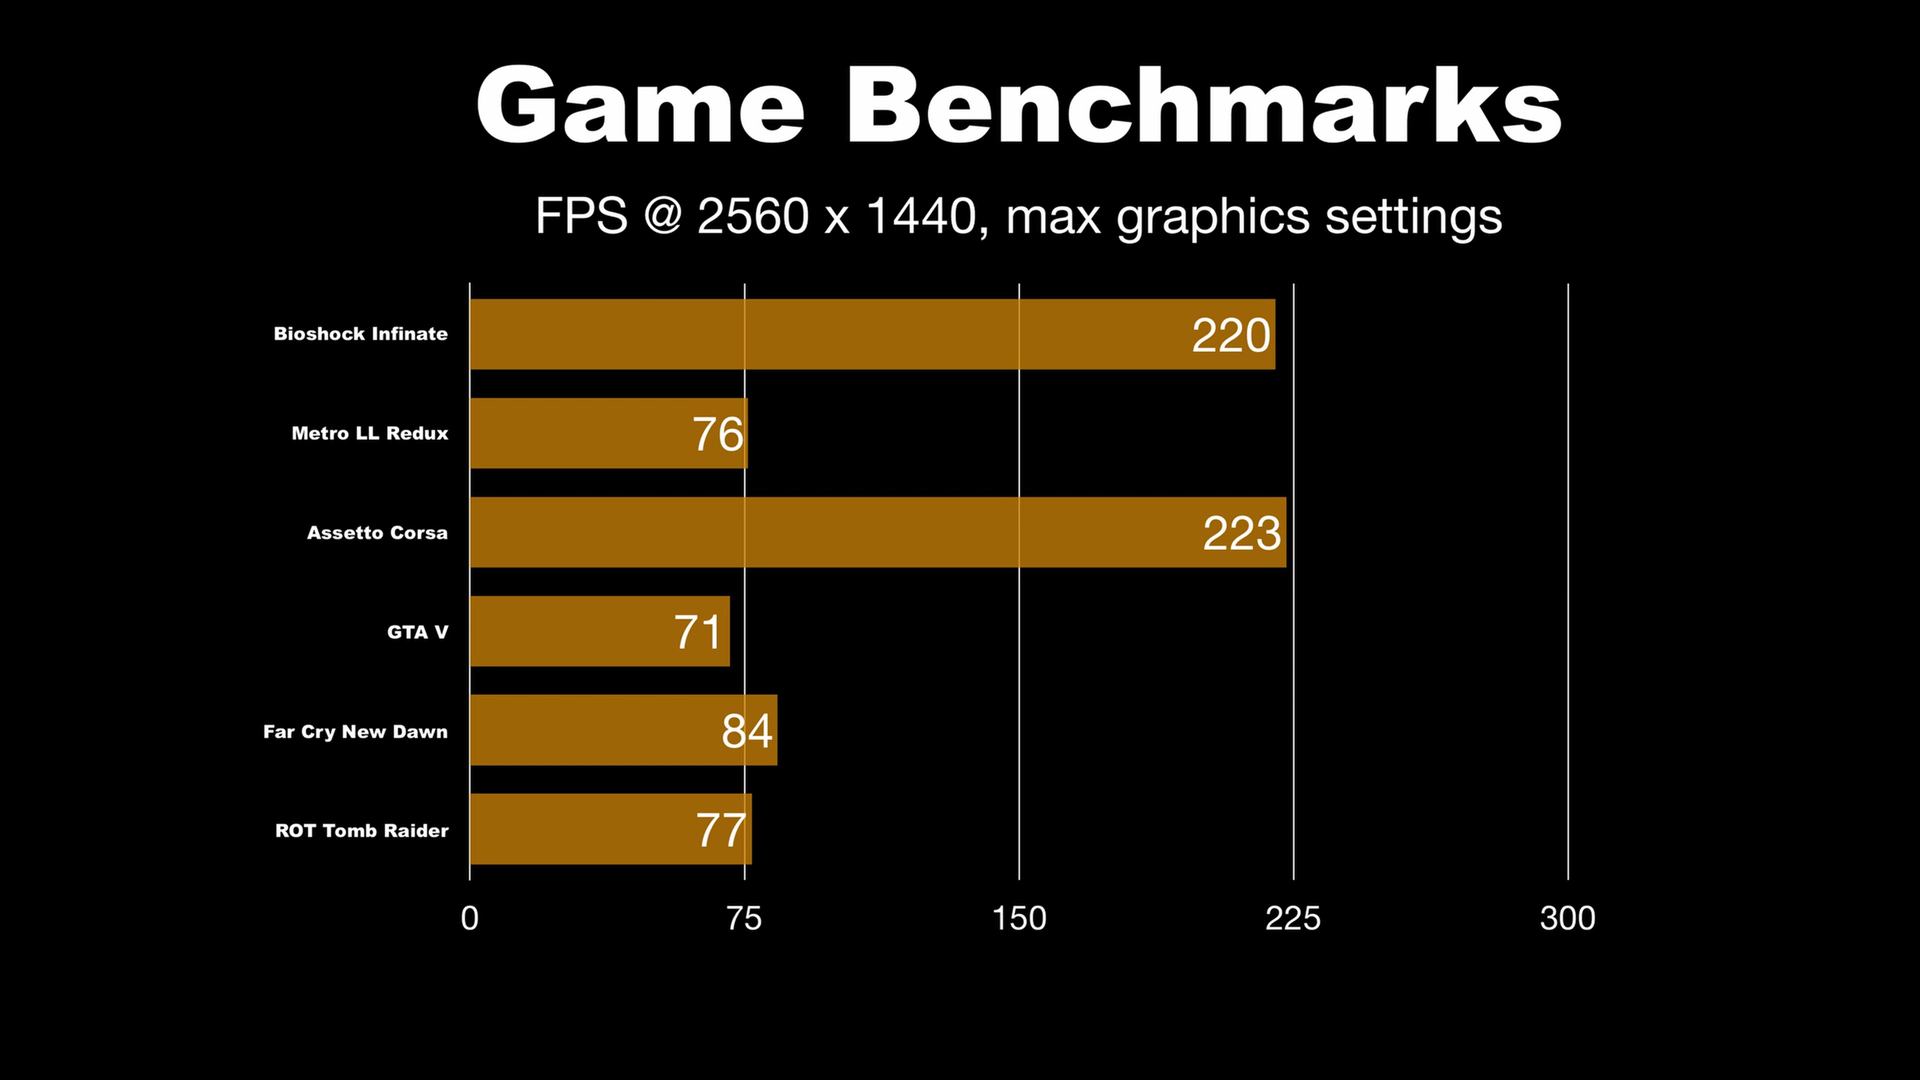 Game Benchmarks
FPS @ 2560 x 1440, max graphics settings
Bioshock Infinate
220
Metro LL Redux
76
Assetto Corsa
223
GTA V
71
Far Cry New Dawn
84
ROT Tomb Raider
77
0 75 150 225 300